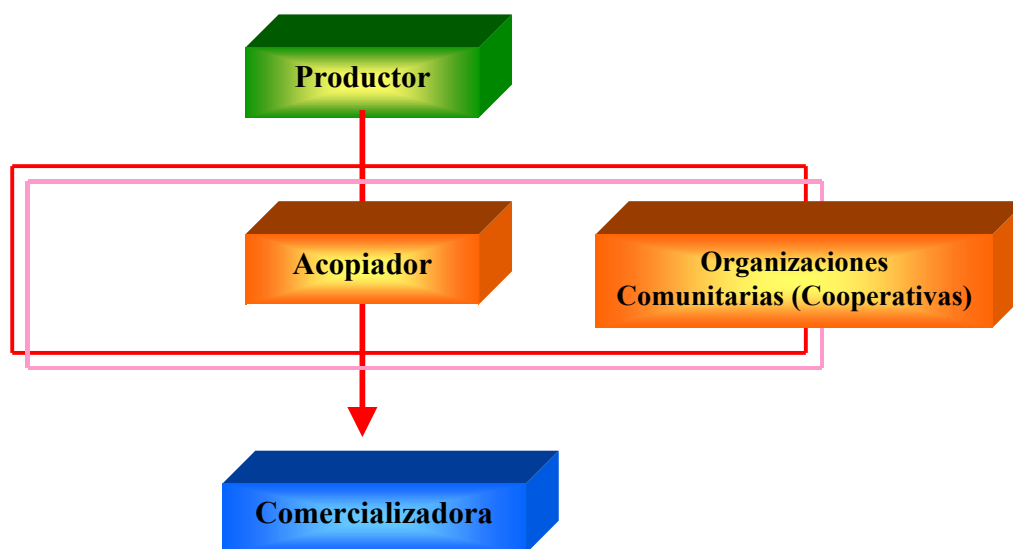 Productor
Acopiador
Organizaciones
Comunitarias (Cooperativas)
Comercializadora